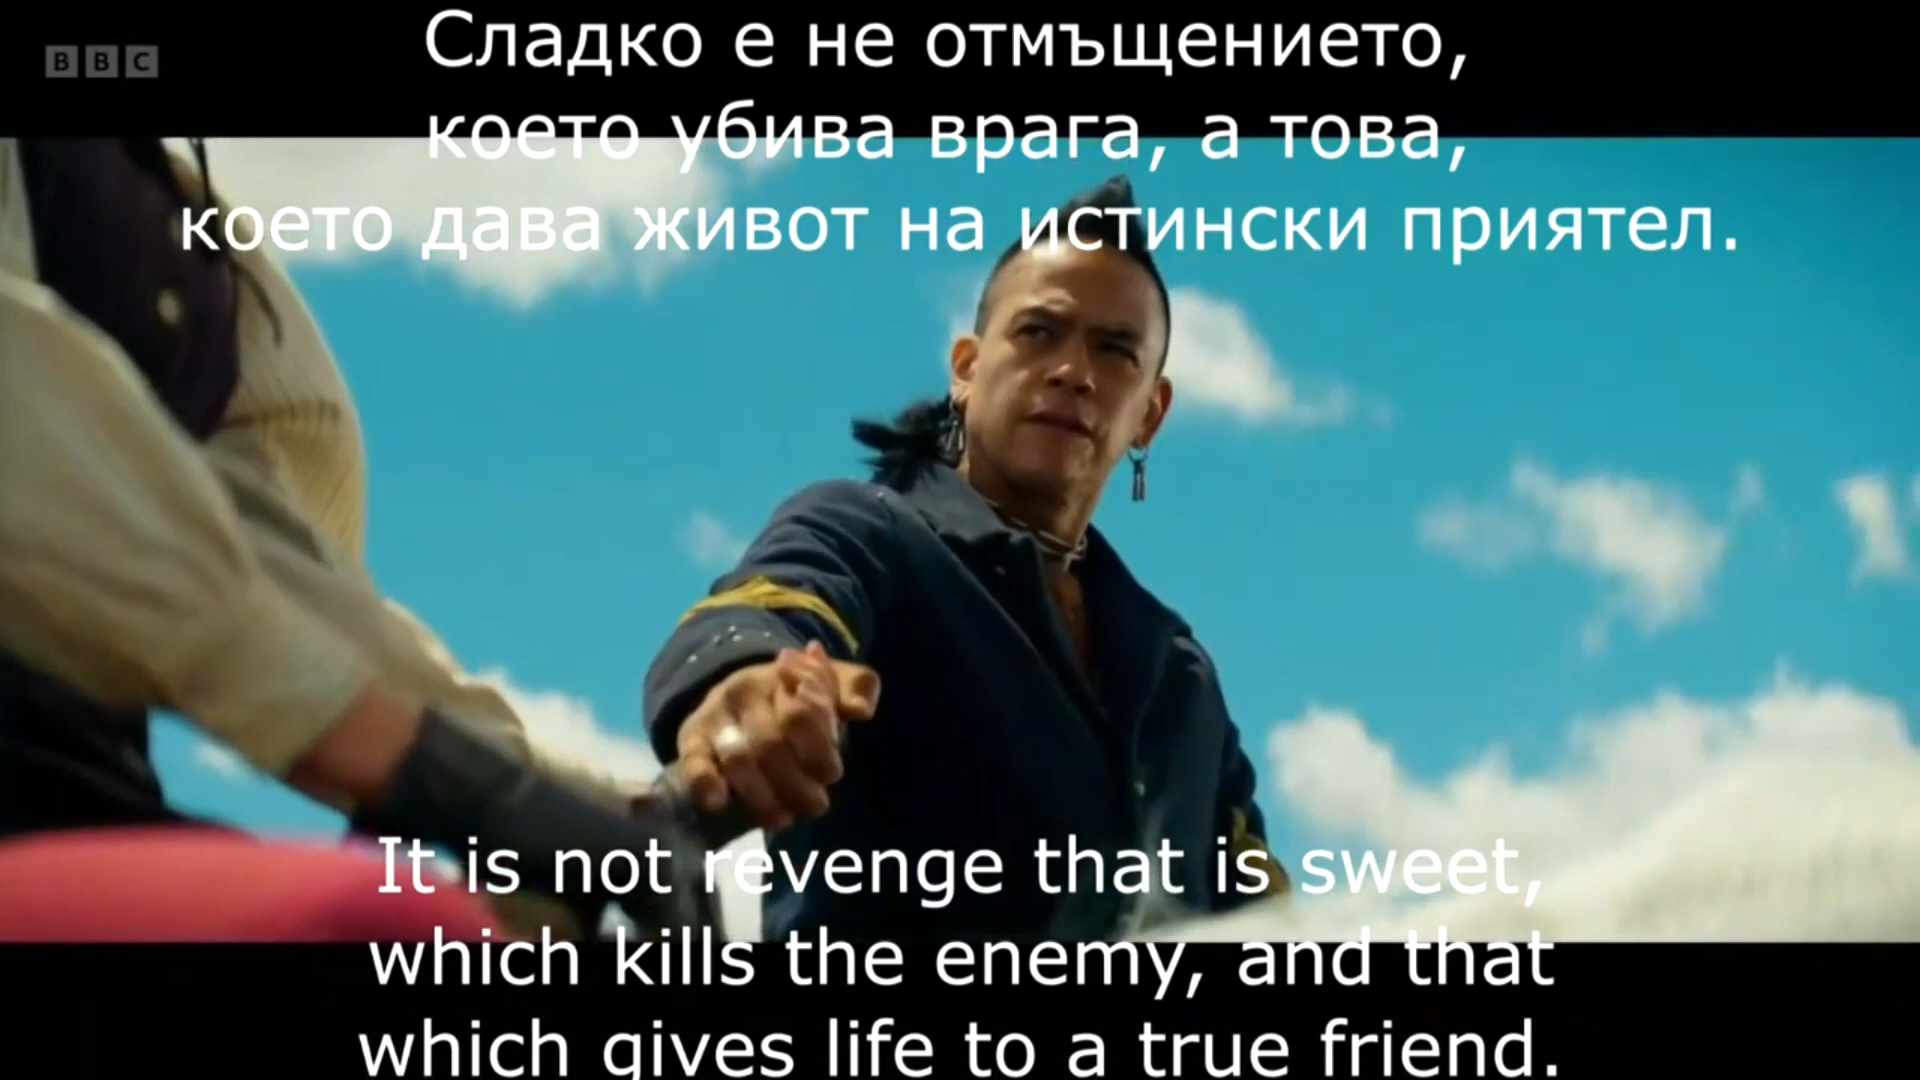 BBC
Сладко е не отмъщението,
което убива врага, а това,
което дава живот на истински приятел.
It is not revenge that is sweet,
which kills the enemy, and that
which gives life to a true friend.